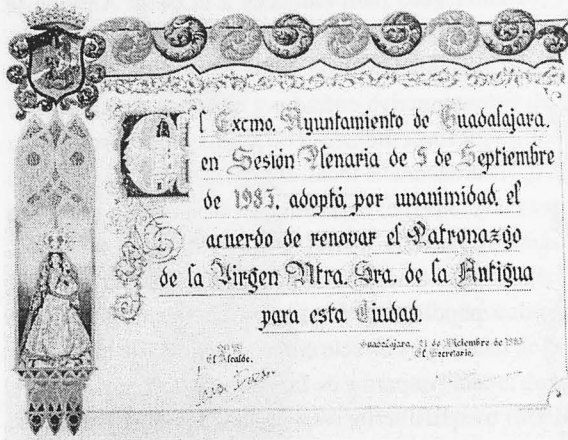 El Excmo. Ayuntamiento de Guadalajara,
en Sesión Plenaria de 5 de Septiembre
de 1983, adoptó, por unanimidad, el
acuerdo de renovar el Patronazgo
de la Virgen Ntra. Sra. de la Antigua
para esta Ciudad.
Guadalajara, 21 de Diciembre de 1983
El Alcalde,
El Secretario,